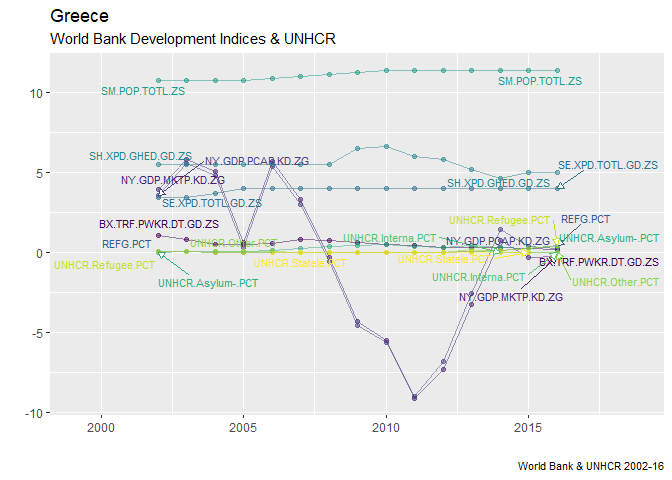 Greece
World Bank Development Indices & UNHCR
10
5
0
-5
-10
SM.POP.TOTL.ZS
SM.POP.TOTL.ZS
SH.XPD.GHED.GD.ZS
NY.GDP.PCAP.KD.ZG
SE.XPD.TOTL.GD.ZS
NY.GDP.MKTP.KD.ZG
SH.XPD.GHED.GD.ZS
SE.XPD.TOTL.GD.ZS
BX.TRF.PWKR.DT.GD.ZS
UNHCR.Refugee.PCT
REFG.PCT
REFG.PCT
UNHCR.Other.PCT
UNHCR.Interna.PCT
NY.GDP.PCAP.KD.ZG
UNHCR.Asylum-.PCT
UNHCR.Refugee.PCT
UNHCR.Statele.PCT
UNHCR.Statele.PCT
BX.TRF.PWKR.DT.GD.ZS
UNHCR.Asylum-.PCT
UNHCR.Interna.PCT
UNHCR.Other.PCT
NY.GDP.MKTP.KD.ZG
2000
2005
2010
2015
World Bank & UNHCR 2002-16